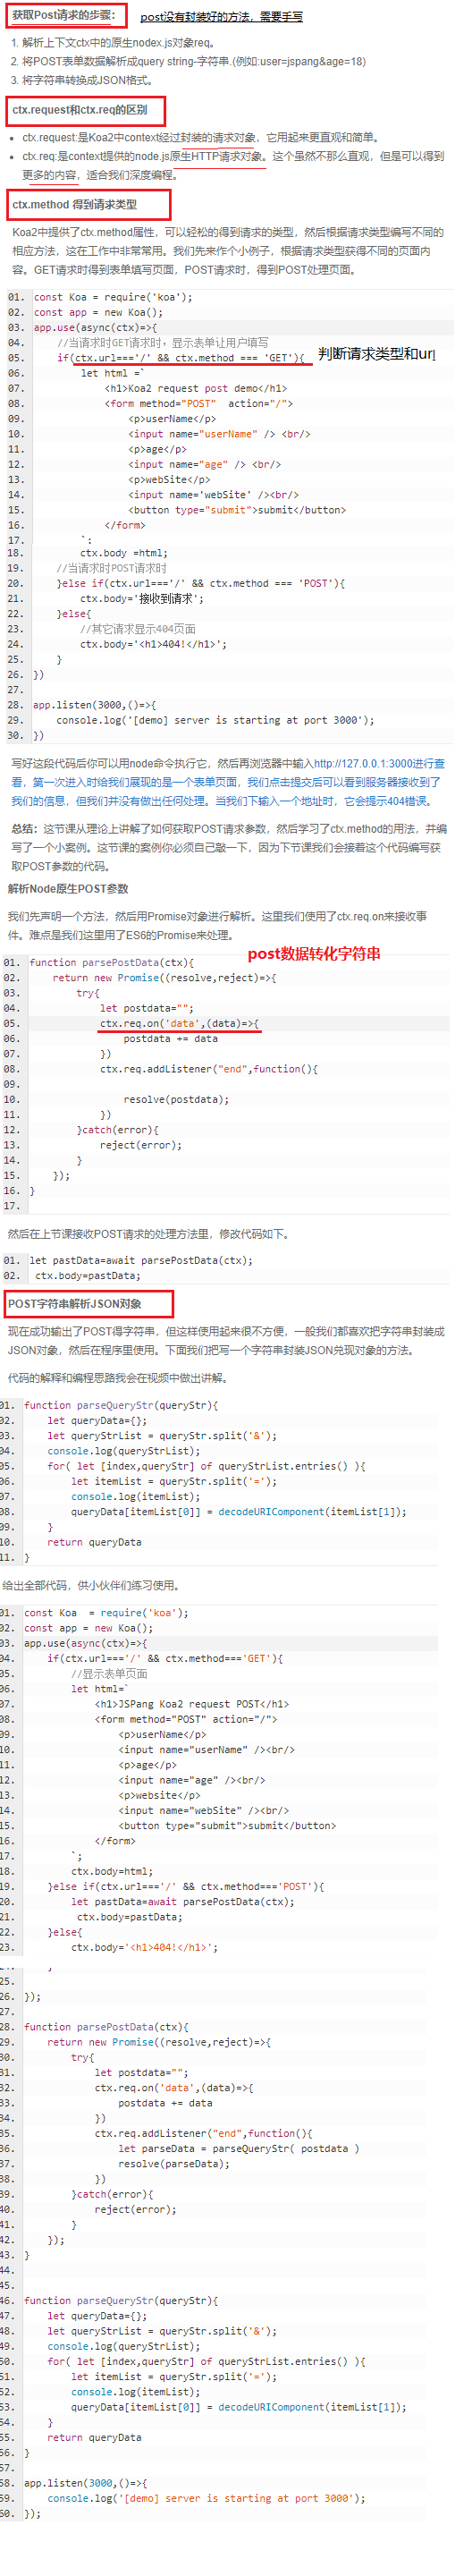 获取Post请求的步骤： post没有封装好的方法，需要手写
1. 解析上下文ctx中的原生nodex.js对象req。
2. 将POST表单数据解析成query string-字符串.(例如:user=jspang&age=18)
3. 将字符串转换成JSON格式。
ctx.request和ctx.req的区别
• ctx.request:是Koa2中context经过封装的请求对象，它用起来更直观和简单。
• ctx.req:是context提供的node.js原生HTTP请求对象。这个虽然不那么直观，但是可以得到
更多的内容，适合我们深度编程。
ctx.method 得到请求类型
Koa2中提供了ctx.method属性，可以轻松的得到请求的类型，然后根据请求类型编写不同的
相应方法，这在工作中非常常用。我们先来作个小例子，根据请求类型获得不同的页面内
容。GET请求时得到表单填写页面，POST请求时，得到POST处理页面。
01. const Koa = require('koa');
02. const app = new Koa();
03. app.use(async(ctx)=>{
04. //当请求时GET请求时，显示表单让用户填写
05. if(ctx.url==='/' && ctx.method === 'GET'){ 判断请求类型和url
06. let html =`
07. <h1>Koa2 request post demo</h1>
08. <form method="POST"  action="/">
09. <p>userName</p>
10. <input name="userName" /> <br/>
11. <p>age</p>
12. <input name="age" /> <br/>
13. <p>webSite</p>
14. <input name='webSite' /><br/>
15. <button type="submit">submit</button>
16. </form>
17. `;
18. ctx.body =html;
19. //当请求时POST请求时
20. }else if(ctx.url==='/' && ctx.method === 'POST'){
21. ctx.body='接收到请求';
22. }else{
23. //其它请求显示404页面
24. ctx.body='<h1>404!</h1>';
25. }
26. })
27.
28. app.listen(3000,()=>{
29. console.log('[demo] server is starting at port 3000');
30. })
写好这段代码后你可以用node命令执行它，然后再浏览器中输入http://127.0.0.1:3000进行查
看，第一次进入时给我们展现的是一个表单页面，我们点击提交后可以看到服务器接收到了
我们的信息，但我们并没有做出任何处理。当我们下输入一个地址时，它会提示404错误。
总结：这节课从理论上讲解了如何获取POST请求参数，然后学习了ctx.method的用法，并编
写了一个小案例。这节课的案例你必须自己敲一下，因为下节课我们会接着这个代码编写获
取POST参数的代码。
解析Node原生POST参数
我们先声明一个方法，然后用Promise对象进行解析。这里我们使用了ctx.req.on来接收事
件。难点是我们这里用了ES6的Promise来处理。
post数据转化字符串
01. function parsePostData(ctx){
02. return new Promise((resolve,reject)=>{
03. try{
04. let postdata="";
05. ctx.req.on('data',(data)=>{
06. postdata += data
07. })
08. ctx.req.addListener("end",function(){
09.
10. resolve(postdata);
11. })
12. }catch(error){
13. reject(error);
14. }
15. });
16. }
17.
然后在上节课接收POST请求的处理方法里，修改代码如下。
01. let pastData=await parsePostData(ctx);
02. ctx.body=pastData;
POST字符串解析JSON对象
现在成功输出了POST得字符串，但这样使用起来很不方便，一般我们都喜欢把字符串封装成
JSON对象，然后在程序里使用。下面我们把写一个字符串封装JSON兑现对象的方法。
代码的解释和编程思路我会在视频中做出讲解。
01. function parseQueryStr(queryStr){
02. let queryData={};
03. let queryStrList = queryStr.split('&');
04. console.log(queryStrList);
05. for( let [index,queryStr] of queryStrList.entries() ){
06. let itemList = queryStr.split('=');
07. console.log(itemList);
08. queryData[itemList[0]] = decodeURIComponent(itemList[1]);
09. }
10. return queryData
11. }
给出全部代码，供小伙伴们练习使用。
01. const Koa  = require('koa');
02. const app = new Koa();
03. app.use(async(ctx)=>{
04. if(ctx.url==='/' && ctx.method==='GET'){
05. //显示表单页面
06. let html=`
07. <h1>JSPang Koa2 request POST</h1>
08. <form method="POST" action="/">
09. <p>userName</p>
10. <input name="userName" /><br/>
11. <p>age</p>
12. <input name="age" /><br/>
13. <p>website</p>
14. <input name="webSite" /><br/>
15. <button type="submit">submit</button>
16. </form>
17. `;
18. ctx.body=html;
19. }else if(ctx.url==='/' && ctx.method==='POST'){
20. let pastData=await parsePostData(ctx);
21. ctx.body=pastData;
22. }else{
23. ctx.body='<h1>404!</h1>';
24. }
25.
26. });
27.
28. function parsePostData(ctx){
29. return new Promise((resolve,reject)=>{
30. try{
31. let postdata="";
32. ctx.req.on('data',(data)=>{
33. postdata += data
34. })
35. ctx.req.addListener("end",function(){
36. let parseData = parseQueryStr( postdata )
37. resolve(parseData);
38. })
39. }catch(error){
40. reject(error);
41. }
42. });
43. }
44.
45.
46. function parseQueryStr(queryStr){
47. let queryData={};
48. let queryStrList = queryStr.split('&');
49. console.log(queryStrList);
50. for( let [index,queryStr] of queryStrList.entries() ){
51. let itemList = queryStr.split('=');
52. console.log(itemList);
53. queryData[itemList[0]] = decodeURIComponent(itemList[1]);
54. }
55. return queryData
56. }
57.
58. app.listen(3000,()=>{
59. console.log('[demo] server is starting at port 3000');
60. });